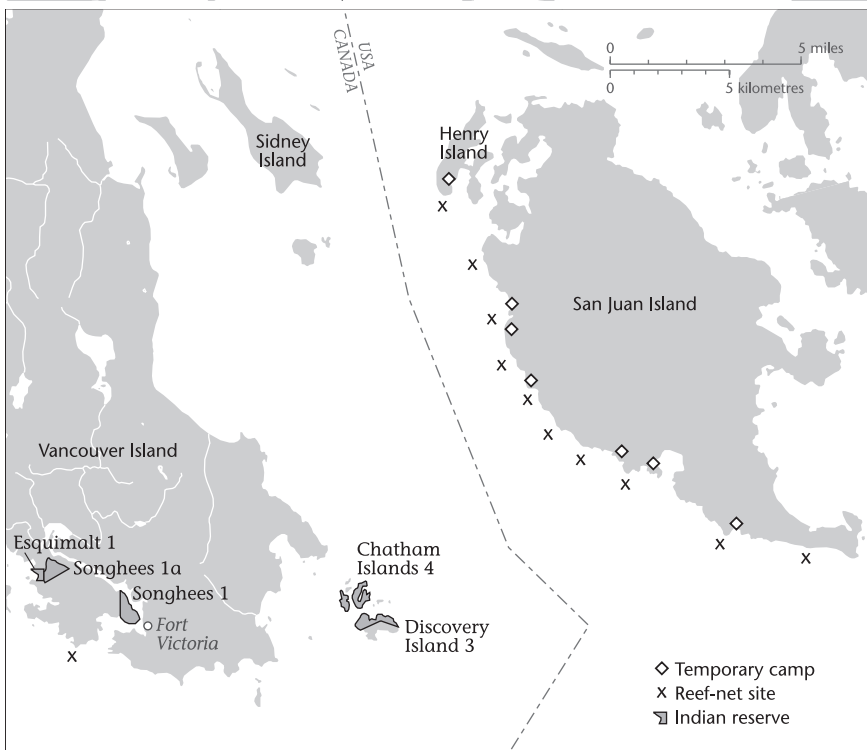 USA
CANADA
0
5 miles
0
5 kilometres
Sidney
Island
Henry
Island
San Juan Island
Vancouver Island
Esquimalt 1
Songhees 1a
Songhees 1
Fort
Victoria
Chatham
Islands 4
Discovery
Island 3
Temporary camp
x Reef-net site
Indian reserve